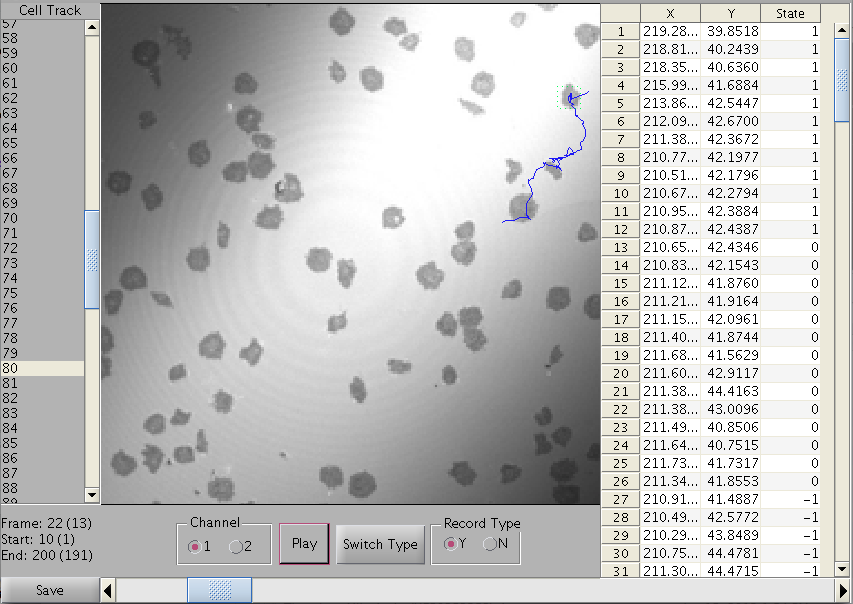 Cell Track
57
58
59
60
61
62
63
64
65
66
67
68
69
70
71
72
73
74
75
76
77
78
79
80
81
82
83
84
85
86
87
88
89
X Y State
1 219.28... 39.8518 1
2 218.81... 40.2439 1
3 218.35... 40.6360 1
4 215.99... 41.6884 1
5 213.86... 42.5447 1
6 212.09... 42.6700 1
7 211.38... 42.3672 1
8 210.77... 42.1977 1
9 210.51... 42.1796 1
10 210.67... 42.2794 1
11 210.95... 42.3884 1
12 210.87... 42.4387 1
13 210.65... 42.4346 0
14 210.83... 42.1543 0
15 211.12... 41.8760 0
16 211.21... 41.9164 0
17 211.15... 42.0961 0
18 211.40... 41.8744 0
19 211.68... 41.5629 0
20 211.60... 42.9117 0
21 211.38... 44.4163 0
22 211.38... 43.0096 0
23 211.49... 40.8506 0
24 211.64... 40.7515 0
25 211.73... 41.7317 0
26 211.34... 41.8553 0
27 210.91... 41.4887 −1
28 210.49... 42.5772 −1
29 210.29... 43.8489 −1
30 210.75... 44.4781 −1
31 211.30... 44.4715 −1
Frame: 22 (13)
Start: 10 (1)
End: 200 (191)
Channel
1 2
Play
Switch Type
Record Type
Y N
Save